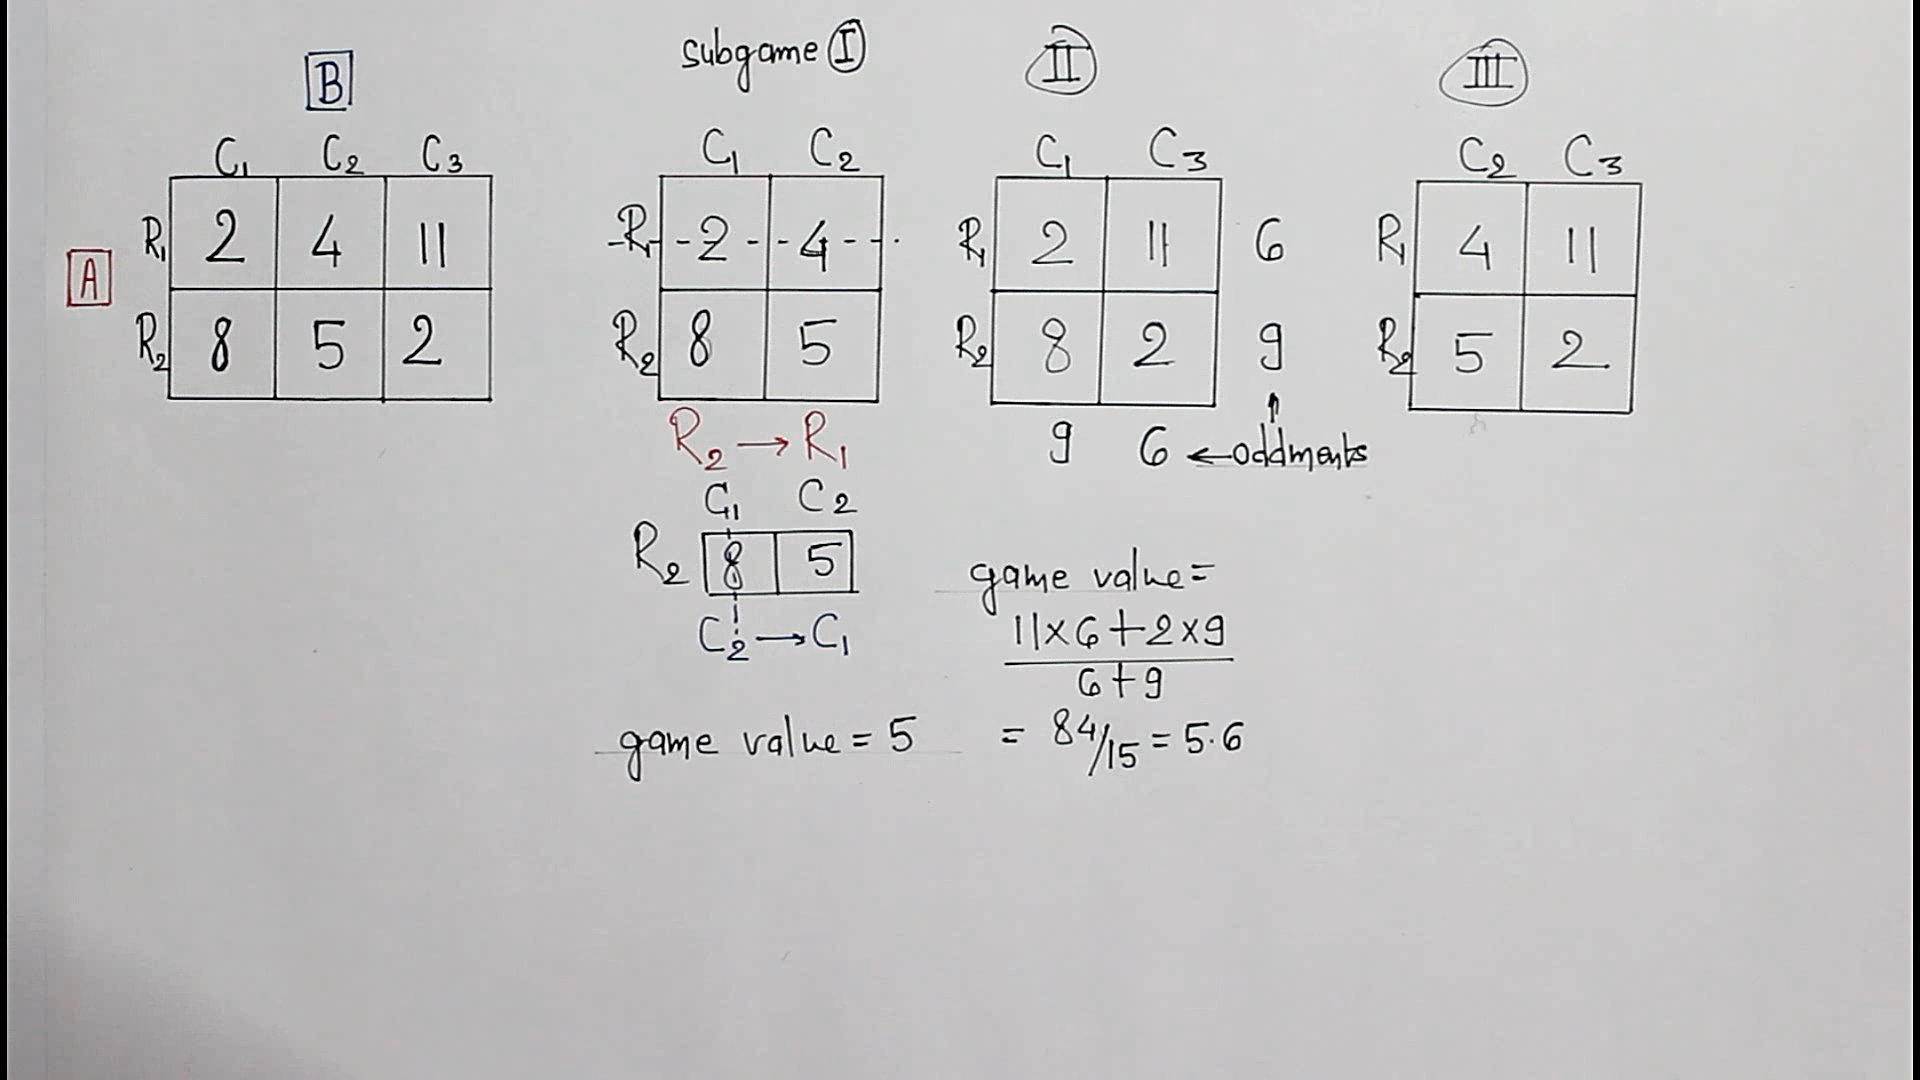 B
C1 C2 C3
A
R1 2 4 11
R2 8 5 2
subgame I
C1 C2
R1 2 4
R2 8 5
R2 → R1
C1 C2
R2 8 5
C2 → C1
game value = 5
II
C1 C3
R1 2 11 6
R2 8 2 9
9 6 ← oddments
↑
game value =
11×6+2×9
6+9
= 84/15 = 5.6
III
C2 C3
R1 4 11
R2 5 2